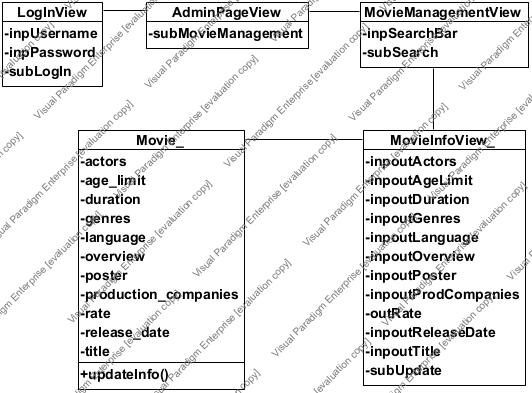 LogInView
-inpUsername
-inpPassword
-subLogIn
AdminPageView
-subMovieManagement
MovieManagementView
-inpSearchBar
-subSearch
Movie_
-actors
-age_limit
-duration
-genres
-language
-overview
-poster
-production_companies
-rate
-release_date
-title
+updateInfo()
MovieInfoView_
-inpoutActors
-inpoutAgeLimit
-inpoutDuration
-inpoutGenres
-inpoutLanguage
-inpoutOverview
-inpoutPoster
-inpoutProdCompanies
-outRate
-inpoutReleaseDate
-inpoutTitle
-subUpdate
Visual Paradigm Enterprise [evaluation copy]